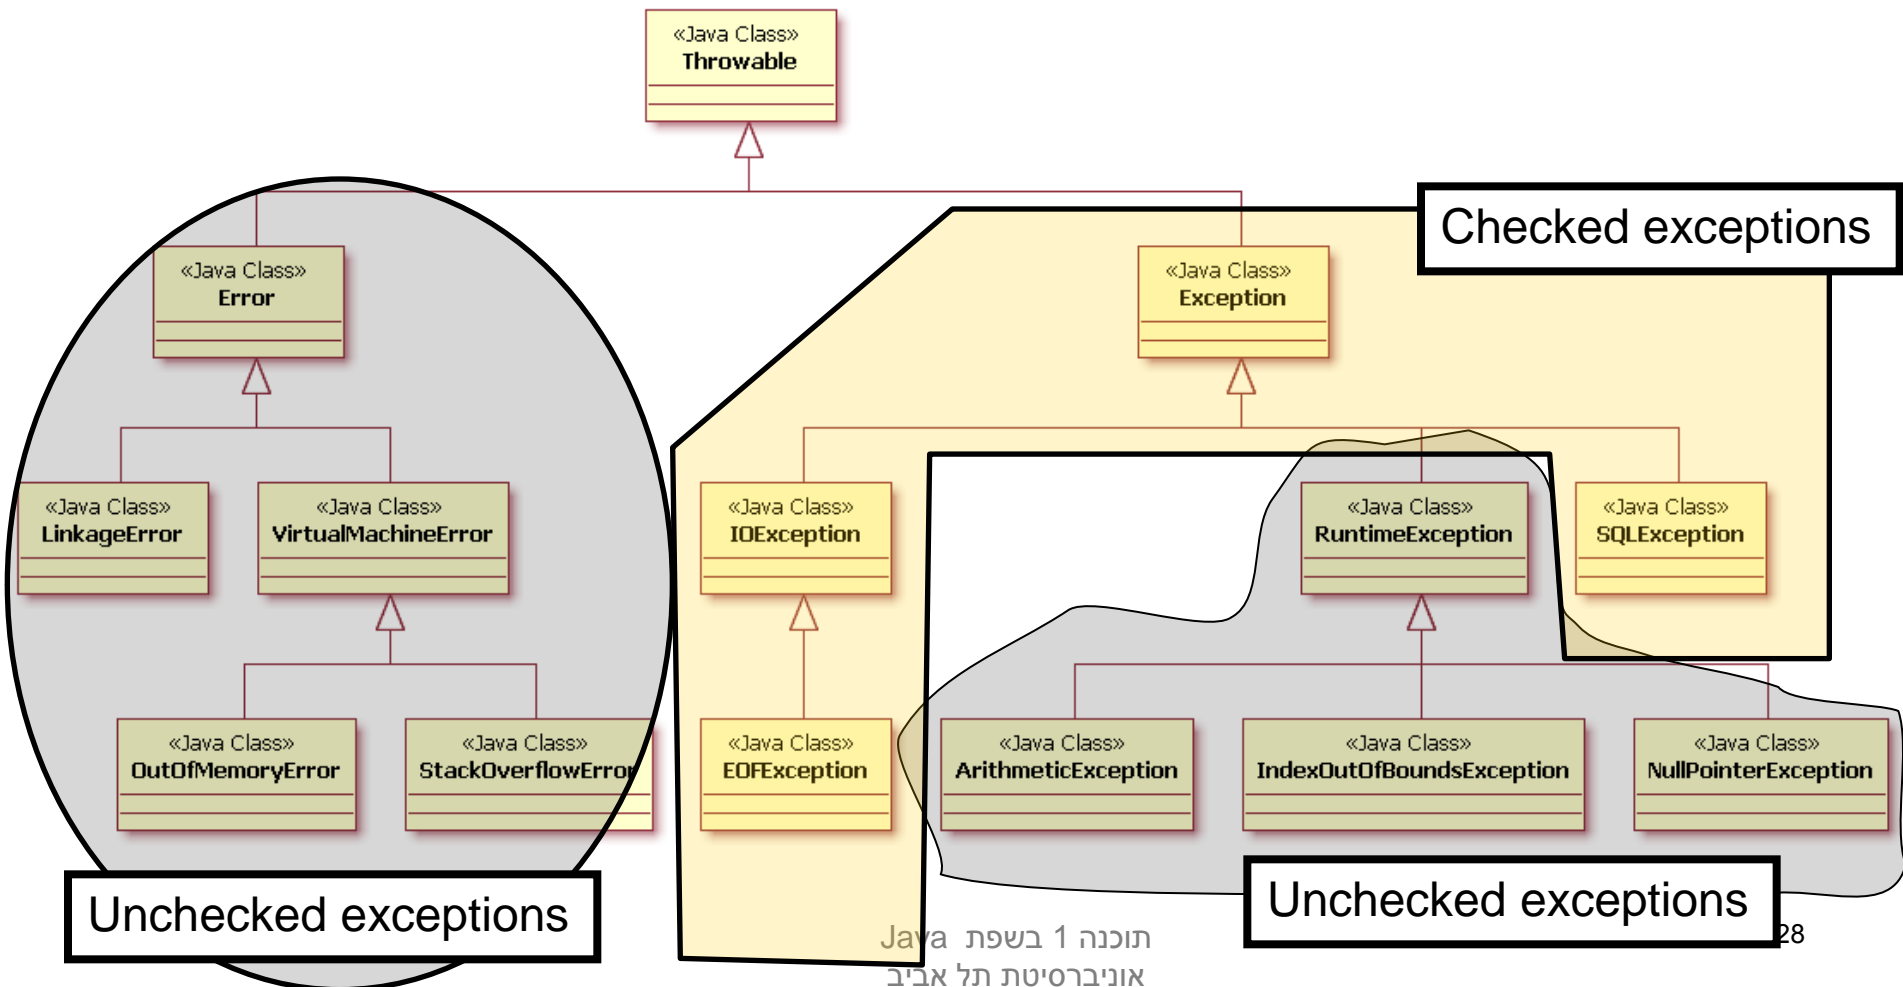 «Java Class»
Throwable
Checked exceptions
«Java Class»
Error
«Java Class»
Exception
«Java Class»
LinkageError
«Java Class»
VirtualMachineError
«Java Class»
IOException
«Java Class»
RuntimeException
«Java Class»
SQLException
«Java Class»
OutOfMemoryError
«Java Class»
StackOverflowError
«Java Class»
EOFException
«Java Class»
ArithmeticException
«Java Class»
IndexOutOfBoundsException
«Java Class»
NullPointerException
Unchecked exceptions
Unchecked exceptions
תוכנה 1 בשפת Java
28
אוניברסיטת תל אביב